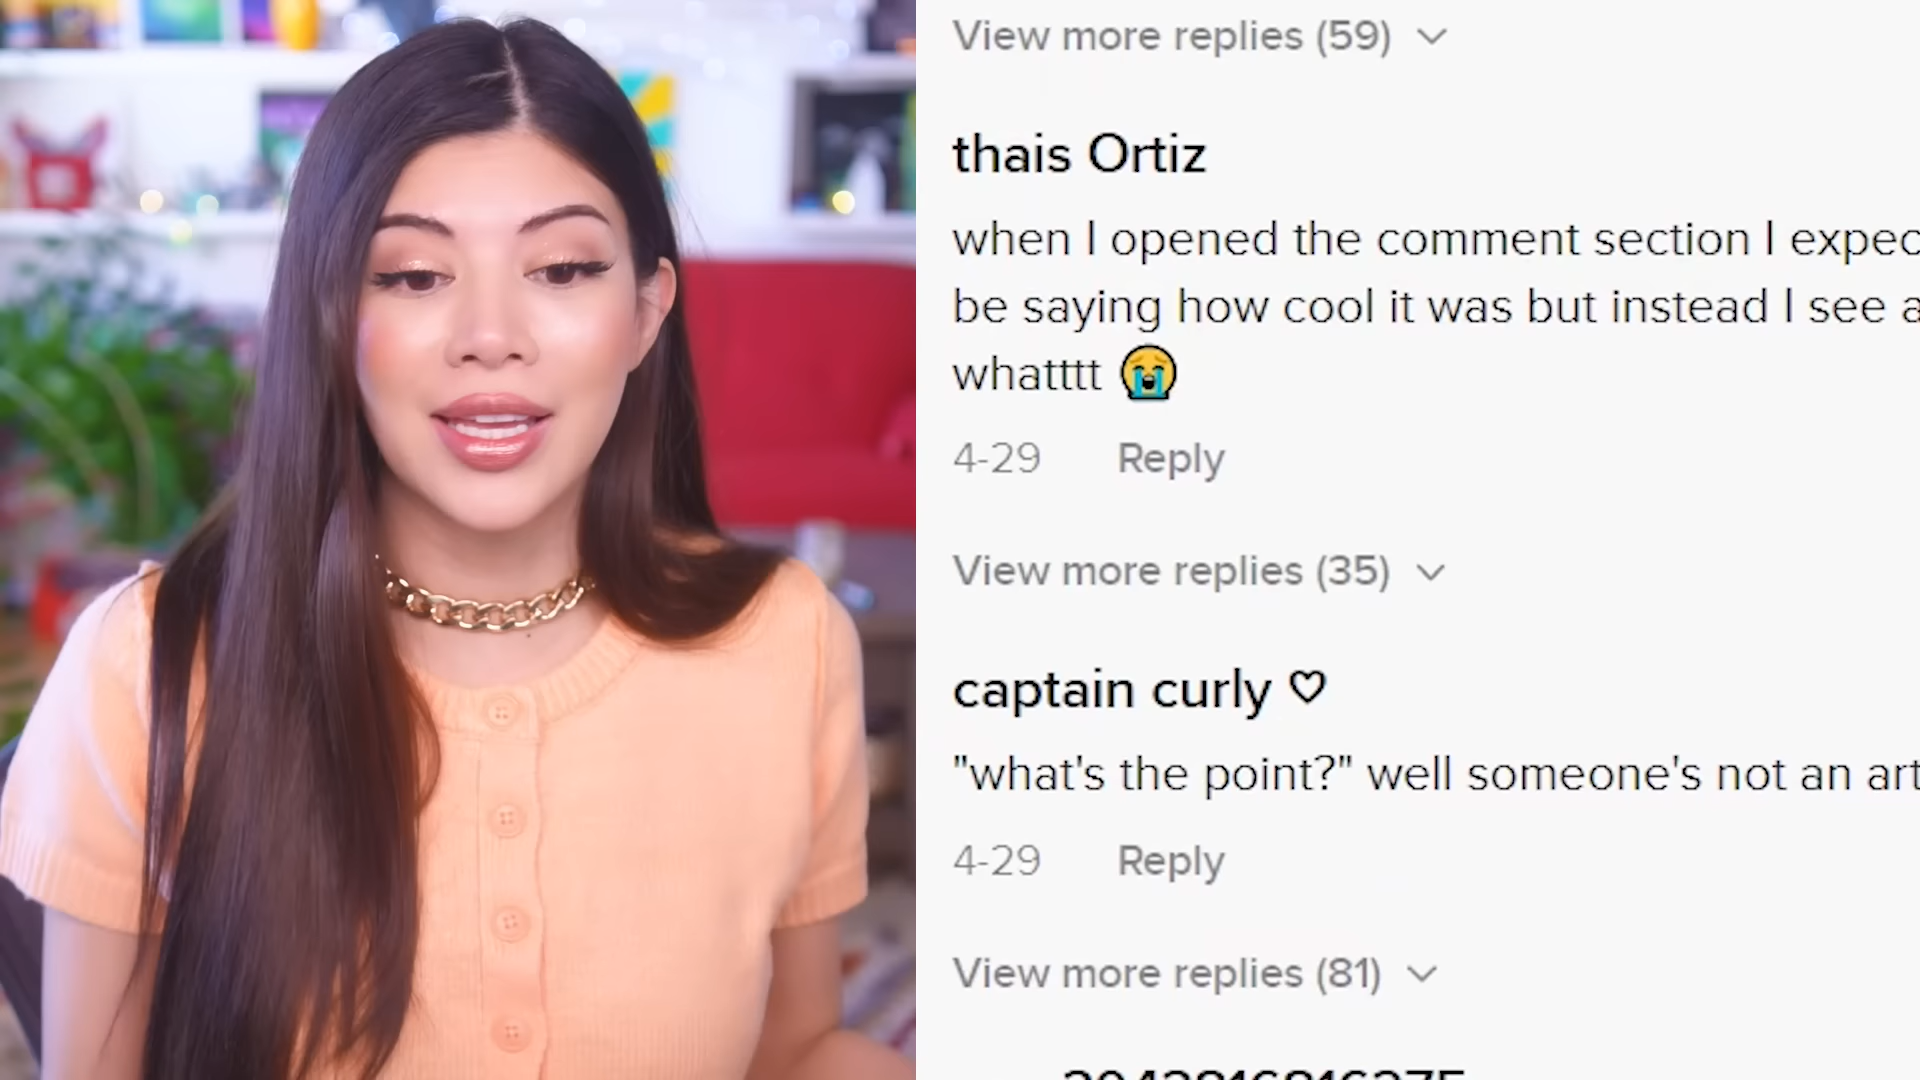 View more replies (59)
thais Ortiz
when I opened the comment section I expec
be saying how cool it was but instead I see a
whatttt 😭
4-29 Reply
View more replies (35)
captain curly ♡
"what's the point?" well someone's not an art
4-29 Reply
View more replies (81)